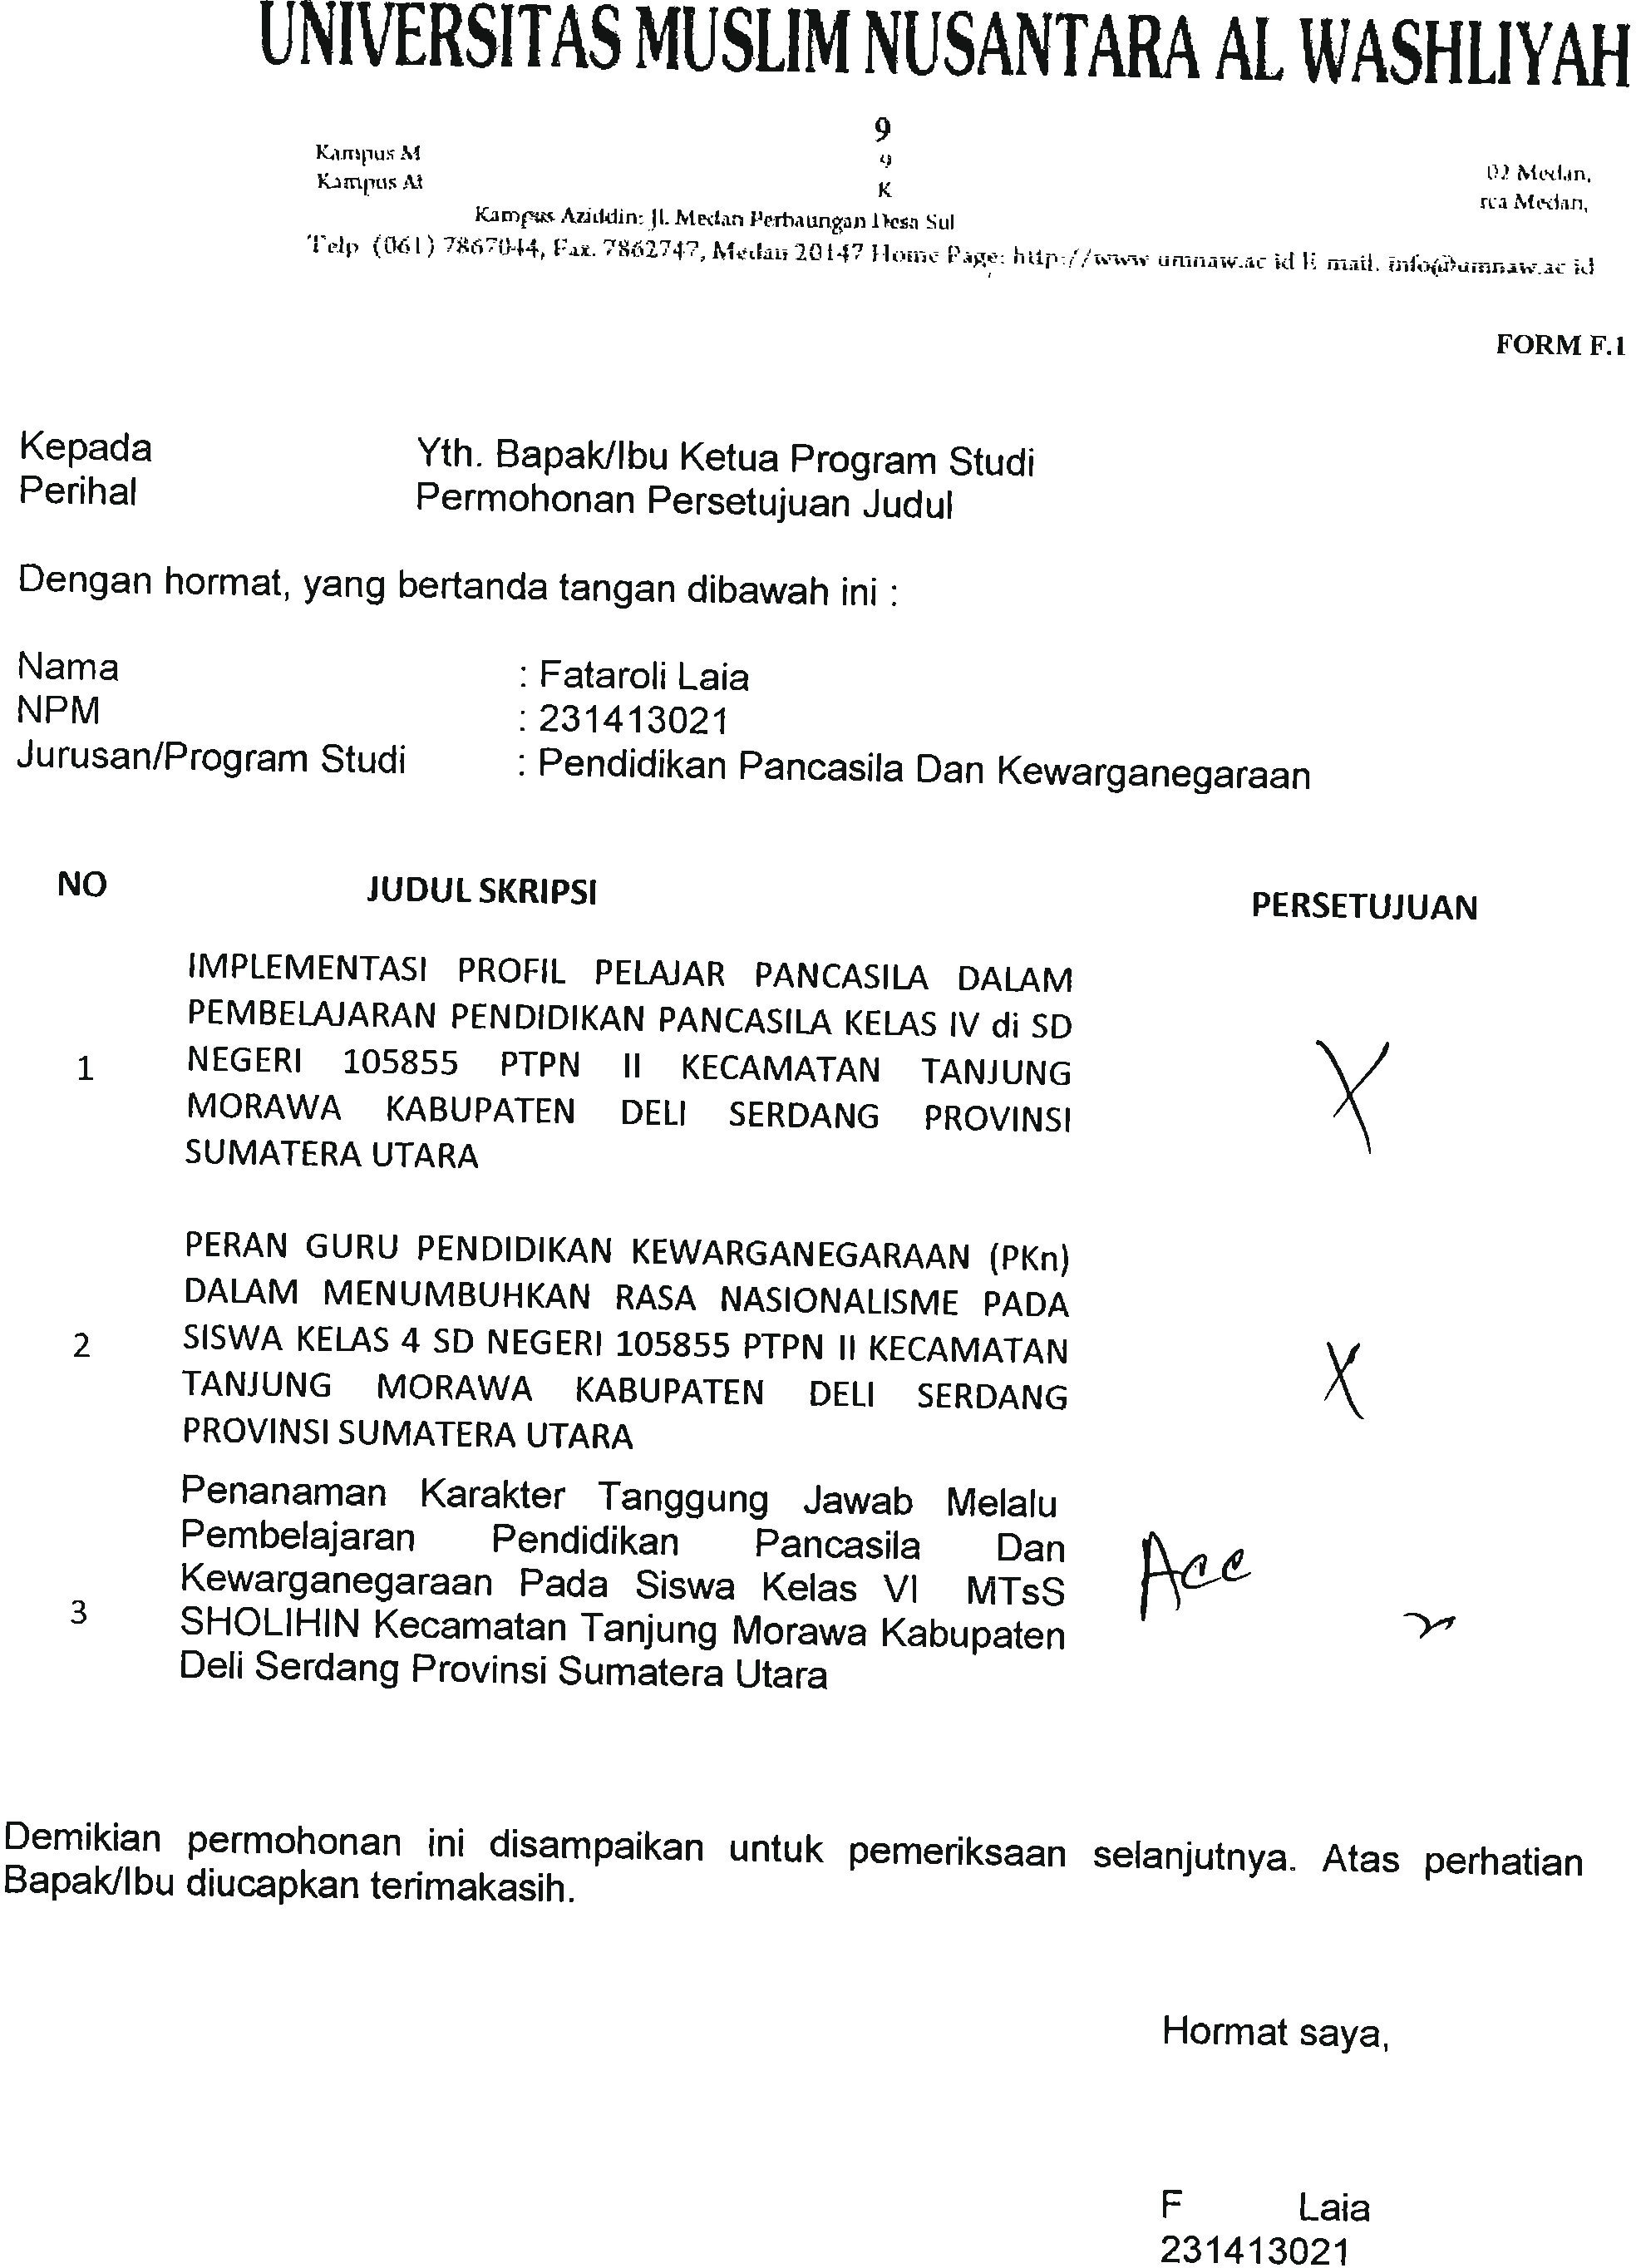 UNIVERSITAS MUSLIM NUSANTARA AL WASHLIYAH
9
Kampus M 9 02 Medan,
Kampus Al K rea Medan,
Kampus Aziddin: Jl. Medan Perbaungan Desa Sul
Telp (061) 7867044, Fax. 7862747, Medan 20147 Home Page: http://www umnaw.ac id E mail. info@umnaw.ac id
FORM F.1
Kepada Yth. Bapak/Ibu Ketua Program Studi
Perihal Permohonan Persetujuan Judul
Dengan hormat, yang bertanda tangan dibawah ini :
Nama : Fataroli Laia
NPM : 231413021
Jurusan/Program Studi : Pendidikan Pancasila Dan Kewarganegaraan
NO JUDUL SKRIPSI PERSETUJUAN
IMPLEMENTASI PROFIL PELAJAR PANCASILA DALAM
PEMBELAJARAN PENDIDIKAN PANCASILA KELAS IV di SD
1 NEGERI 105855 PTPN II KECAMATAN TANJUNG X
MORAWA KABUPATEN DELI SERDANG PROVINSI
SUMATERA UTARA
PERAN GURU PENDIDIKAN KEWARGANEGARAAN (PKn)
DALAM MENUMBUHKAN RASA NASIONALISME PADA
2 SISWA KELAS 4 SD NEGERI 105855 PTPN II KECAMATAN X
TANJUNG MORAWA KABUPATEN DELI SERDANG
PROVINSI SUMATERA UTARA
Penanaman Karakter Tanggung Jawab Melalu
Pembelajaran Pendidikan Pancasila Dan
Kewarganegaraan Pada Siswa Kelas VI MTsS Acc
3 SHOLIHIN Kecamatan Tanjung Morawa Kabupaten
Deli Serdang Provinsi Sumatera Utara
Demikian permohonan ini disampaikan untuk pemeriksaan selanjutnya. Atas perhatian
Bapak/Ibu diucapkan terimakasih.
Hormat saya,
F Laia
231413021